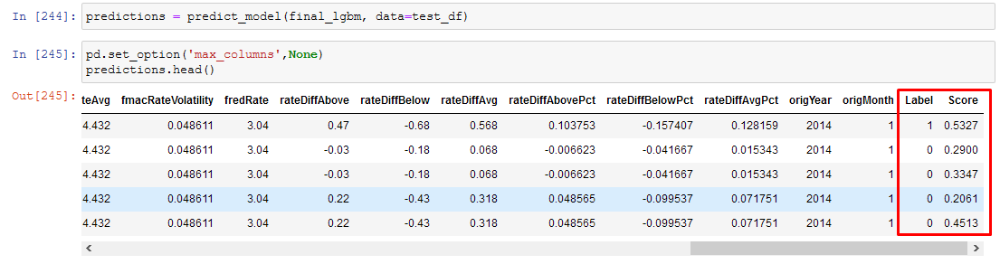 In [244]: predictions = predict_model(final_lgbm, data=test_df)
In [245]: pd.set_option('max_columns',None)
predictions.head()
Out[245]:
teAvg fmacRateVolatility fredRate rateDiffAbove rateDiffBelow rateDiffAvg rateDiffAbovePct rateDiffBelowPct rateDiffAvgPct origYear origMonth Label Score
4.432 0.048611 3.04 0.47 -0.68 0.568 0.103753 -0.157407 0.128159 2014 1 1 0.5327
4.432 0.048611 3.04 -0.03 -0.18 0.068 -0.006623 -0.041667 0.015343 2014 1 0 0.2900
4.432 0.048611 3.04 -0.03 -0.18 0.068 -0.006623 -0.041667 0.015343 2014 1 0 0.3347
4.432 0.048611 3.04 0.22 -0.43 0.318 0.048565 -0.099537 0.071751 2014 1 0 0.2061
4.432 0.048611 3.04 0.22 -0.43 0.318 0.048565 -0.099537 0.071751 2014 1 0 0.4513